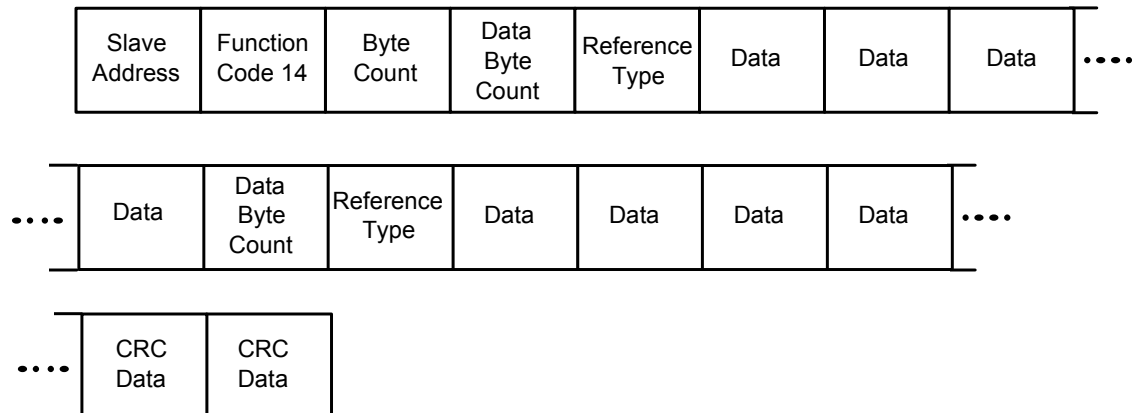 Slave Address
Function Code 14
Byte Count
Data Byte Count
Reference Type
Data
Data
Data
Data
Data Byte Count
Reference Type
Data
Data
Data
Data
CRC Data
CRC Data